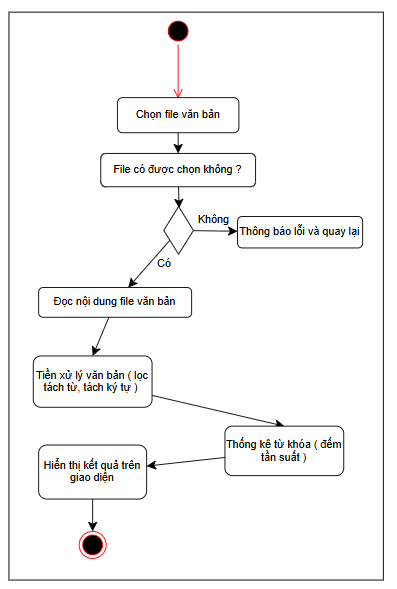 Chọn file văn bản
File có được chọn không ?
Không
Thông báo lỗi và quay lại
Có
Đọc nội dung file văn bản
Tiền xử lý văn bản ( lọc
tách từ, tách ký tự )
Thống kê từ khóa ( đếm
tần suất )
Hiển thị kết quả trên
giao diện